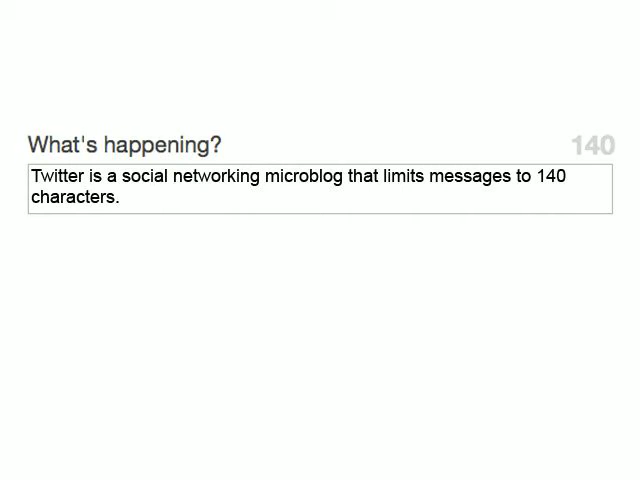 What's happening?
140
Twitter is a social networking microblog that limits messages to 140
characters.